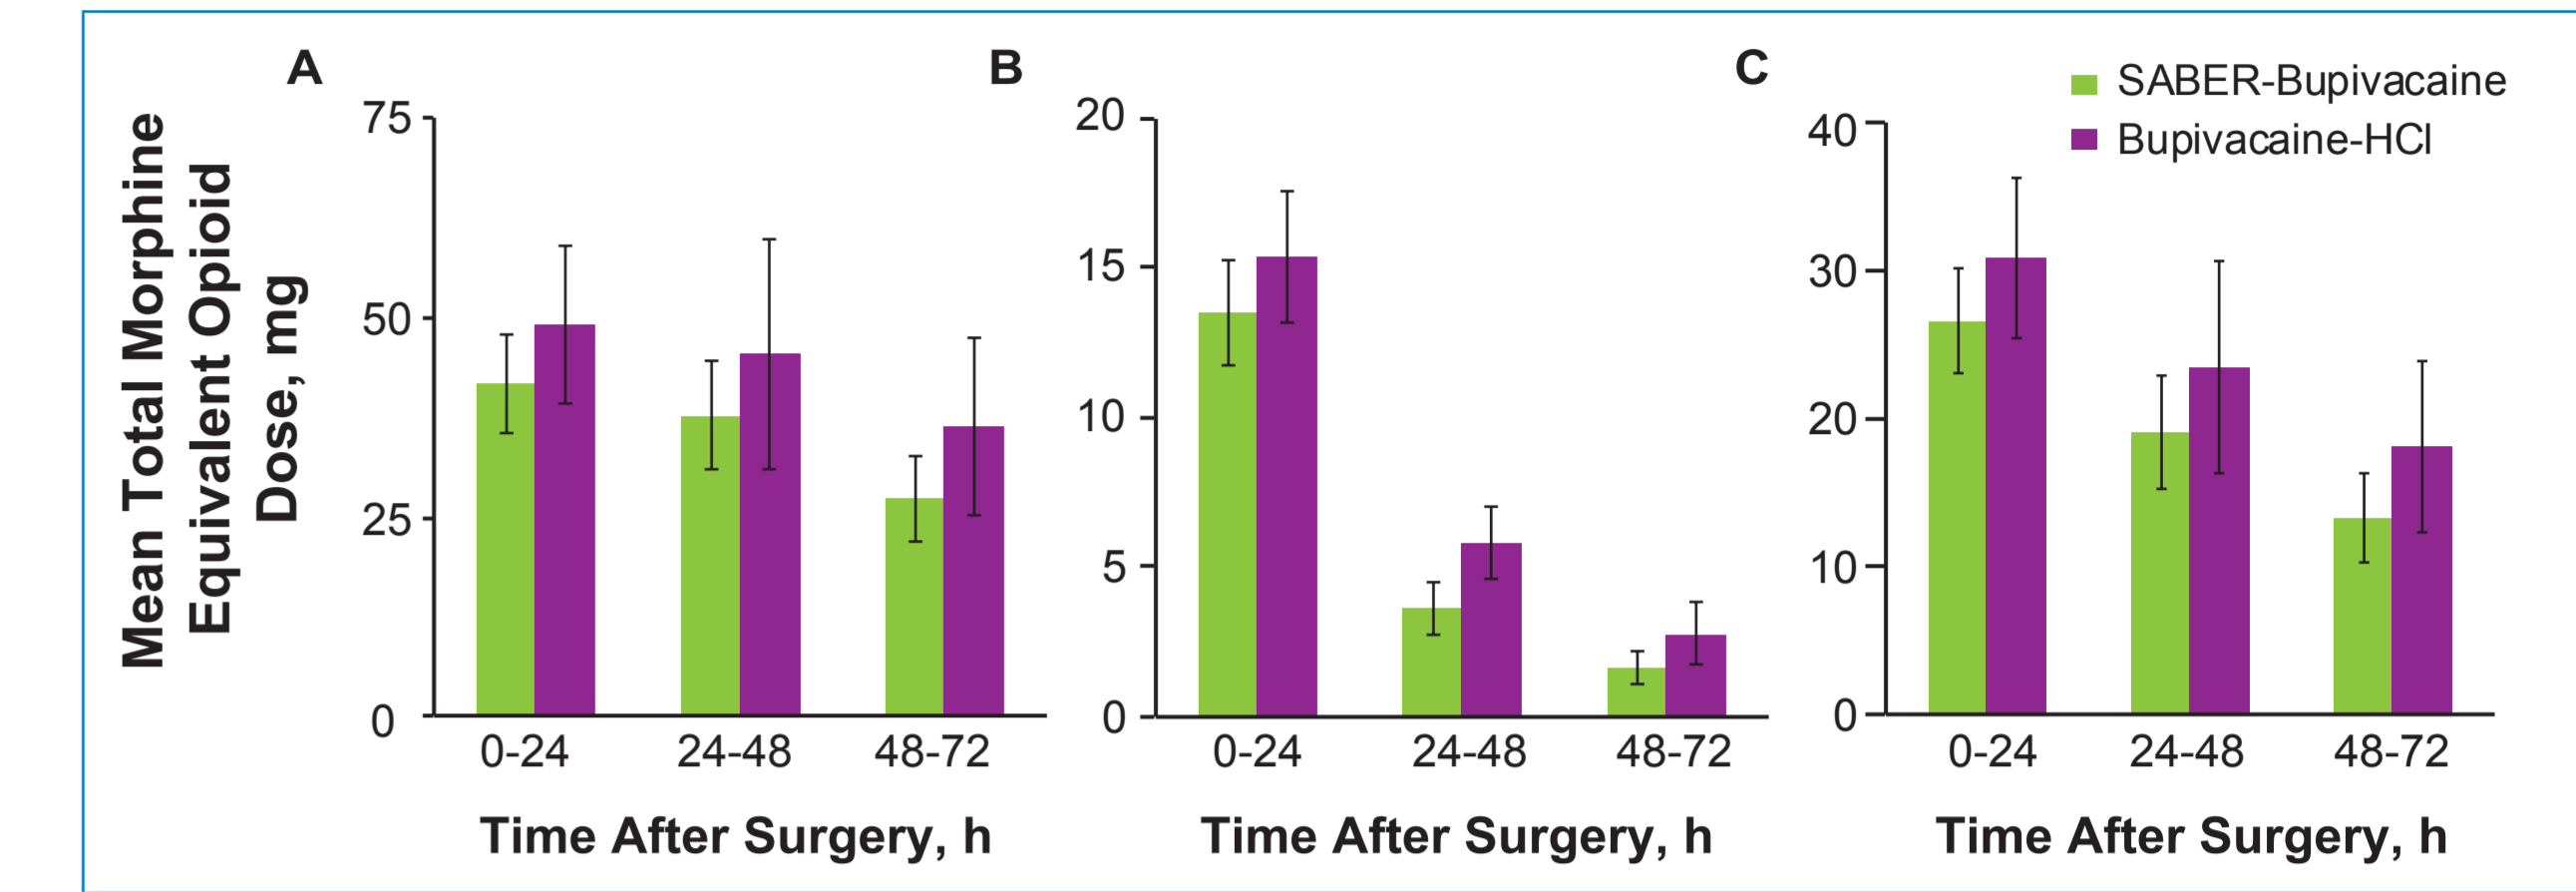 Mean Total Morphine
Equivalent Opioid
Dose, mg
A
75
50
25
0
0-24 24-48 48-72
Time After Surgery, h
B
20
15
10
5
0
0-24 24-48 48-72
Time After Surgery, h
C
SABER-Bupivacaine
Bupivacaine-HCl
40
30
20
10
0
0-24 24-48 48-72
Time After Surgery, h